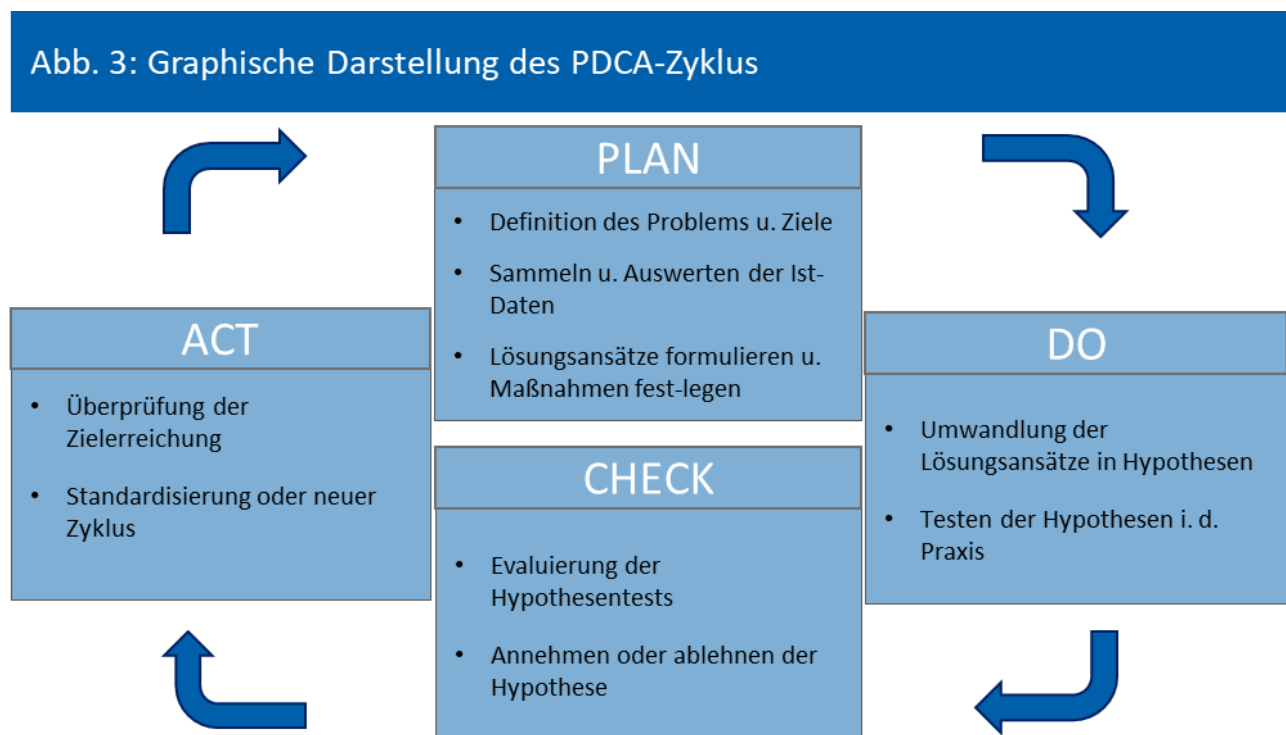 Abb. 3: Graphische Darstellung des PDCA-Zyklus
PLAN
• Definition des Problems u. Ziele
• Sammeln u. Auswerten der Ist-
Daten
• Lösungsansätze formulieren u.
Maßnahmen fest-legen
DO
• Umwandlung der
Lösungsansätze in Hypothesen
• Testen der Hypothesen i. d.
Praxis
CHECK
• Evaluierung der
Hypothesentests
• Annehmen oder ablehnen der
Hypothese
ACT
• Überprüfung der
Zielerreichung
• Standardisierung oder neuer
Zyklus